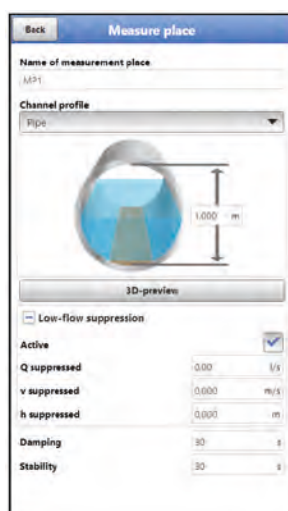 Back Measure place
Name of measurement place
MP1
Channel profile
Pipe
1.000 m
3D-preview
Low-flow suppression
Active
Q suppressed 0.00 l/s
v suppressed 0.000 m/s
h suppressed 0.000 m
Damping 30 s
Stability 30 s